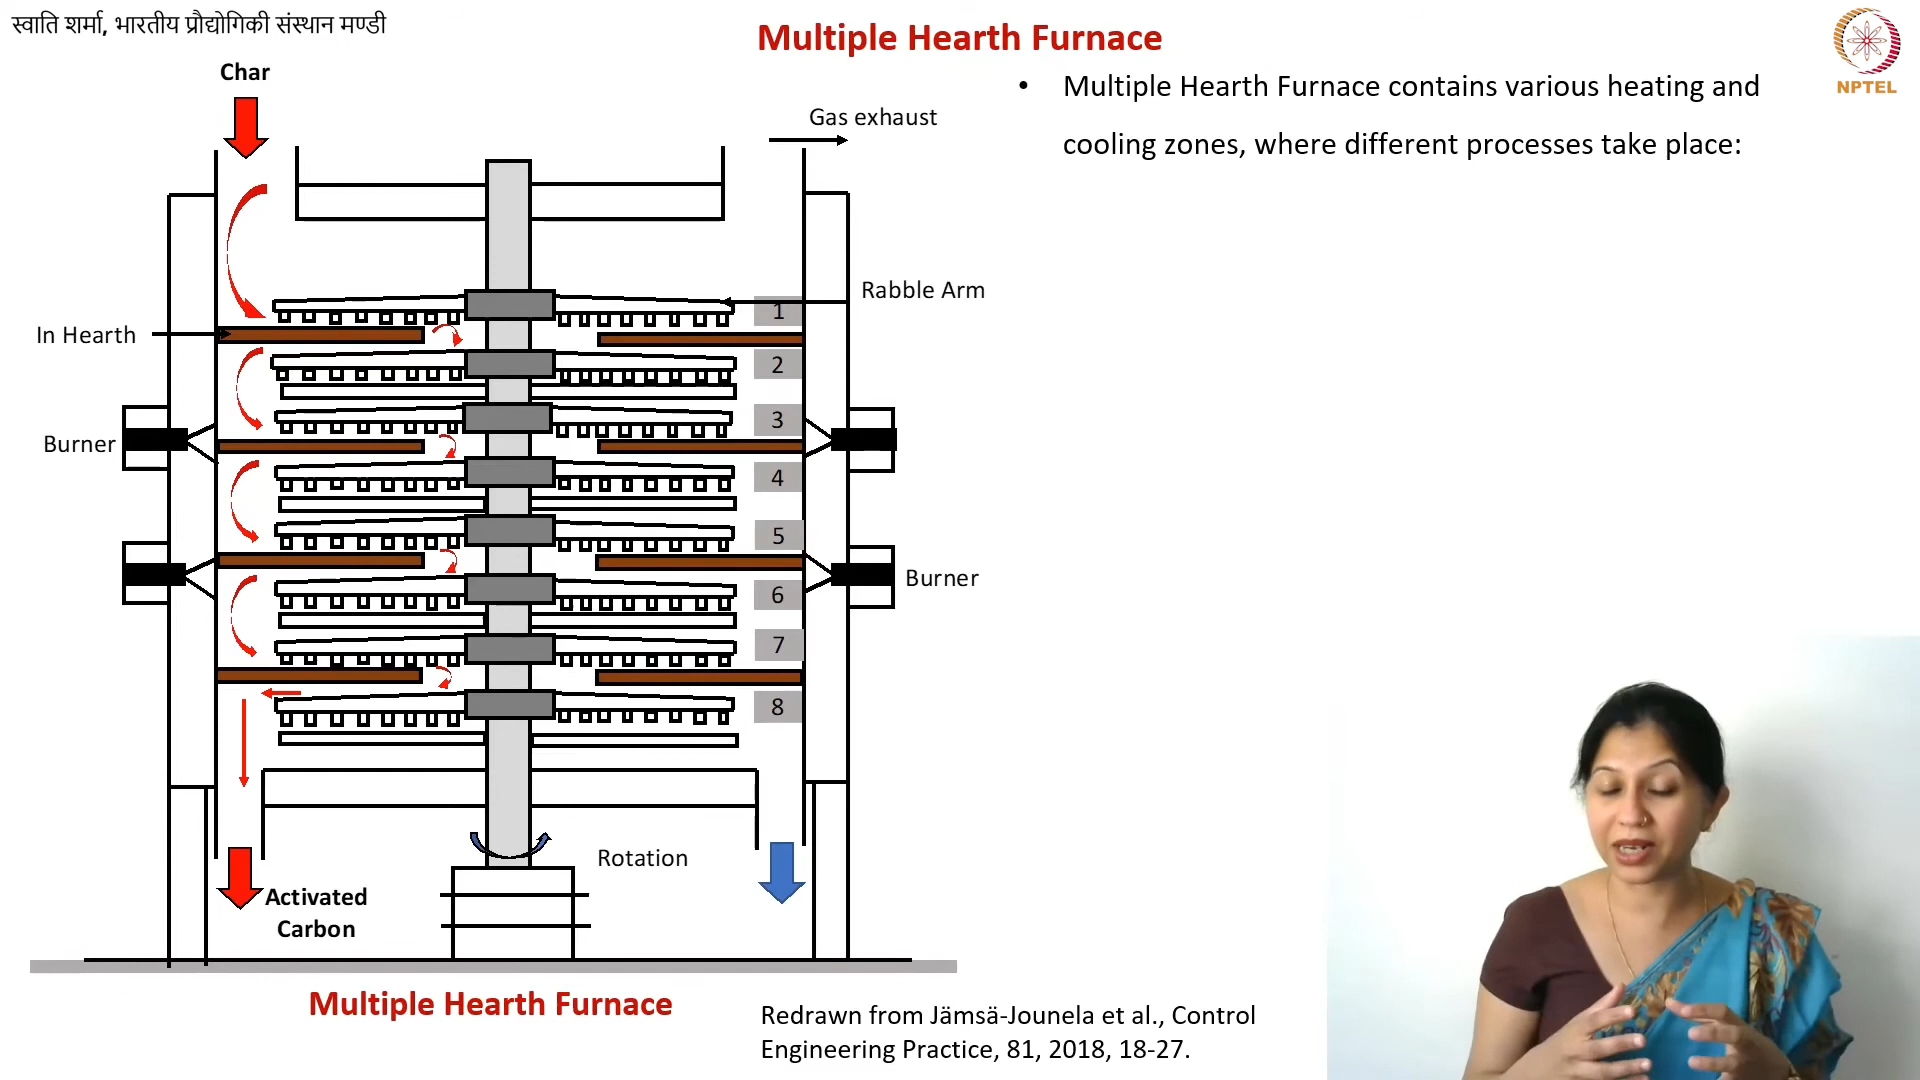 स्वाति शर्मा, भारतीय प्रौद्योगिकी संस्थान मण्डी
Multiple Hearth Furnace
NPTEL
• Multiple Hearth Furnace contains various heating and
cooling zones, where different processes take place:
Char
Gas exhaust
Rabble Arm
In Hearth
1
2
3
Burner
4
5
Burner
6
7
8
Rotation
Activated
Carbon
Multiple Hearth Furnace
Redrawn from Jämsä-Jounela et al., Control
Engineering Practice, 81, 2018, 18-27.